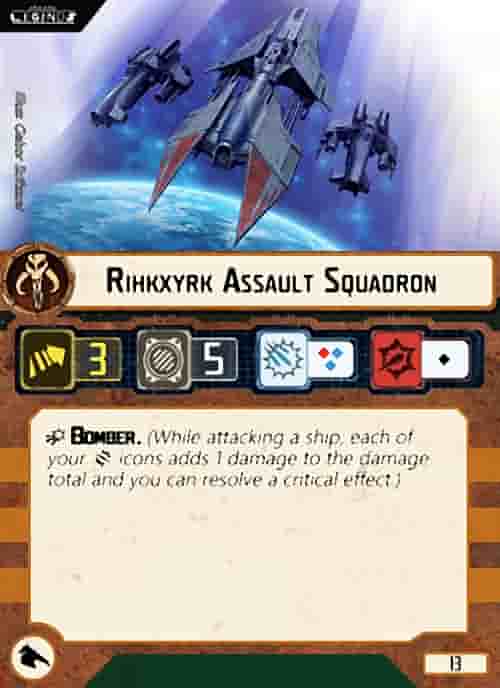 LEGENDS
RIHKXYRK ASSAULT SQUADRON
3 5
BOMBER. (While attacking a ship, each of
your icons adds 1 damage to the damage
total and you can resolve a critical effect.)
13